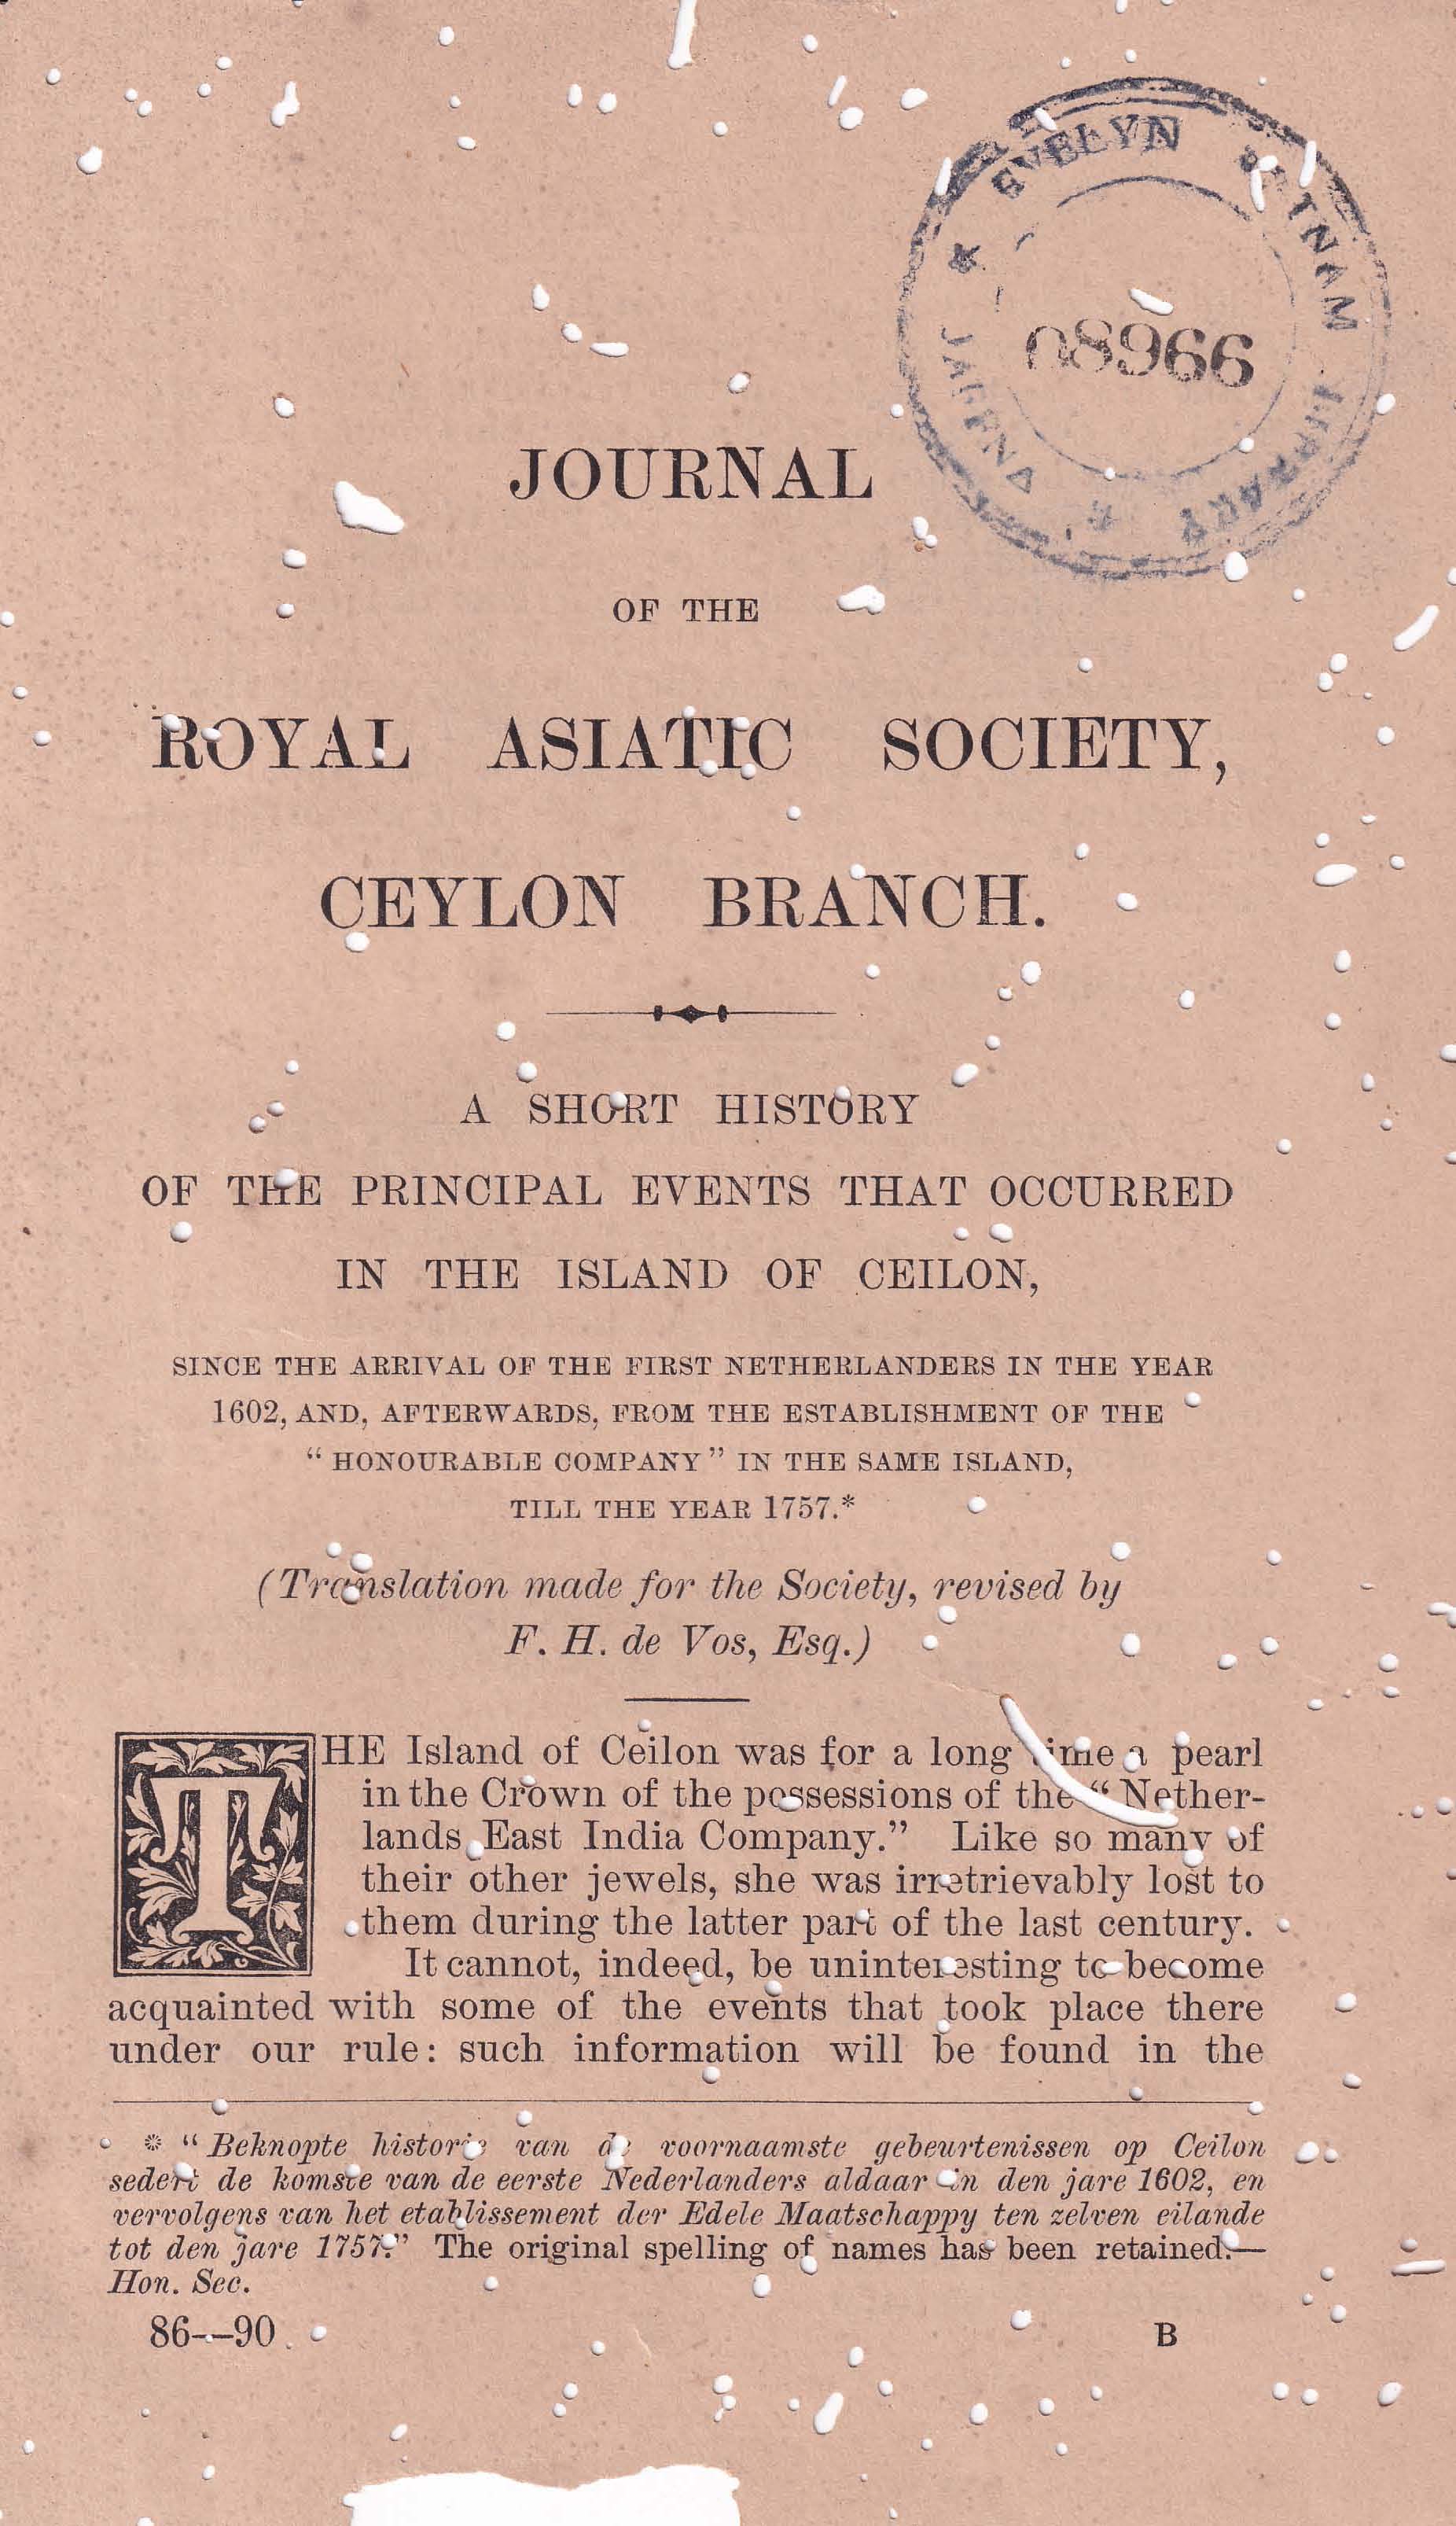 EVELYN RUTNAM
LIBRARY
JAFFNA
08966
JOURNAL
OF THE
ROYAL ASIATIC SOCIETY,
CEYLON BRANCH.
A SHORT HISTORY
OF THE PRINCIPAL EVENTS THAT OCCURRED
IN THE ISLAND OF CEILON,
SINCE THE ARRIVAL OF THE FIRST NETHERLANDERS IN THE YEAR
1602, AND, AFTERWARDS, FROM THE ESTABLISHMENT OF THE
“HONOURABLE COMPANY” IN THE SAME ISLAND,
TILL THE YEAR 1757.*
(Translation made for the Society, revised by
F. H. de Vos, Esq.)
THE Island of Ceilon was for a long time a pearl
in the Crown of the possessions of the “Nether-
lands East India Company.” Like so many of
their other jewels, she was irretrievably lost to
them during the latter part of the last century.
It cannot, indeed, be uninteresting to become
acquainted with some of the events that took place there
under our rule: such information will be found in the
* “Beknopte historie van de voornaamste gebeurtenissen op Ceilon
sedert de komste van de eerste Nederlanders aldaar in den jare 1602, en
vervolgens van het etablissement der Edele Maatschappy ten zelven eilande
tot den jare 1757.” The original spelling of names has been retained.—
Hon. Sec.
86--90
B